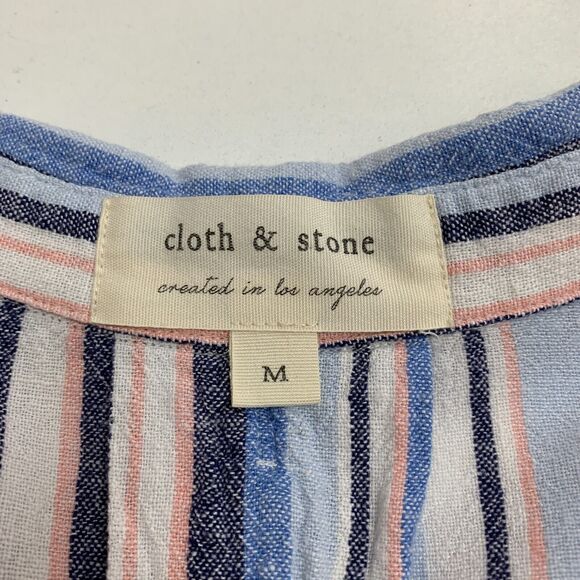 cloth & stone
created in los angeles
M